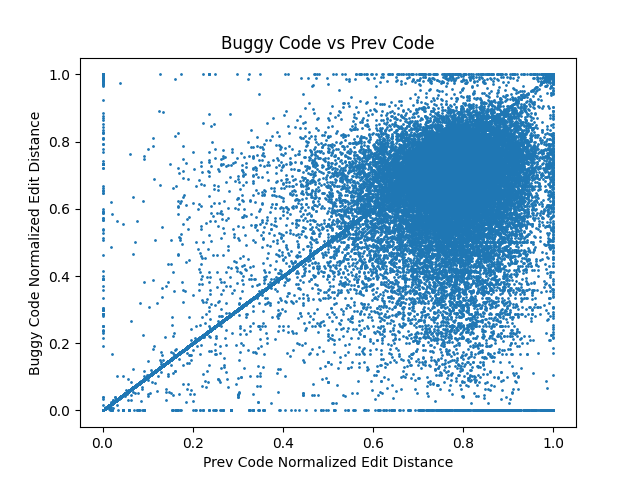 Buggy Code vs Prev Code
1.0
0.8
0.6
0.4
0.2
0.0
Buggy Code Normalized Edit Distance
0.0 0.2 0.4 0.6 0.8 1.0
Prev Code Normalized Edit Distance